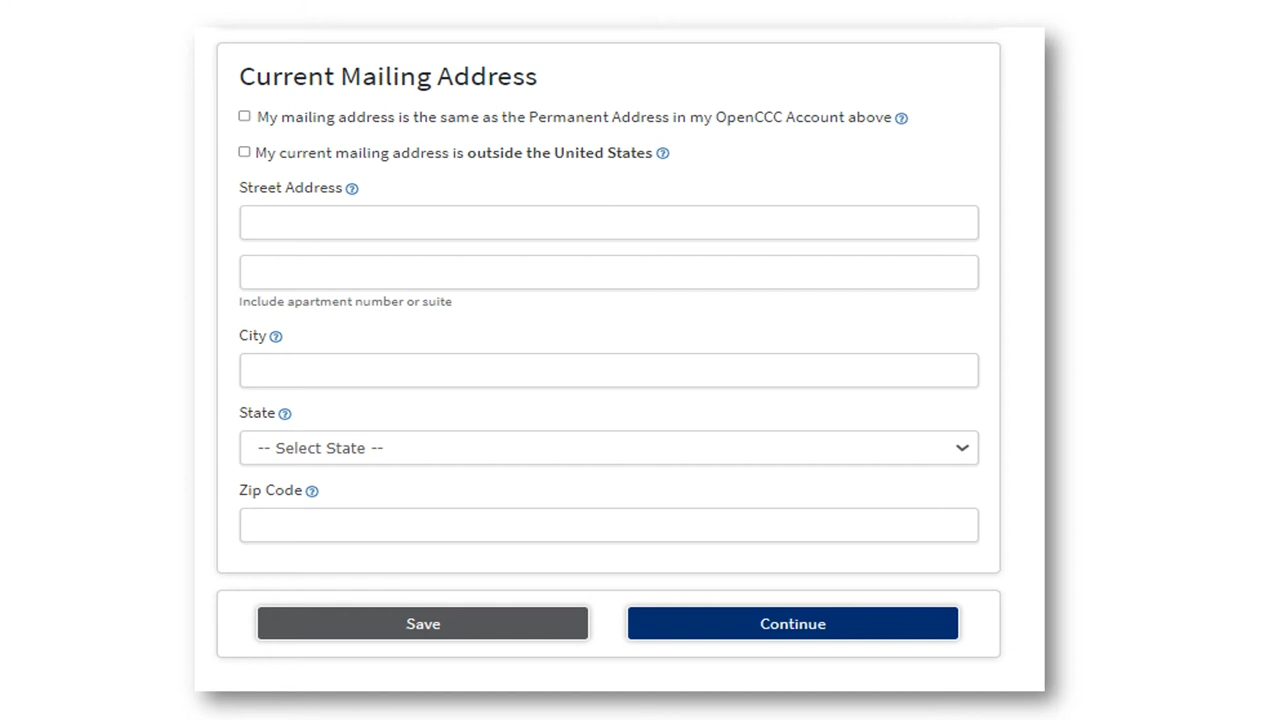 Current Mailing Address
My mailing address is the same as the Permanent Address in my OpenCCC Account above ?
My current mailing address is outside the United States ?
Street Address ?
Include apartment number or suite
City ?
State ?
-- Select State --
Zip Code ?
Save Continue